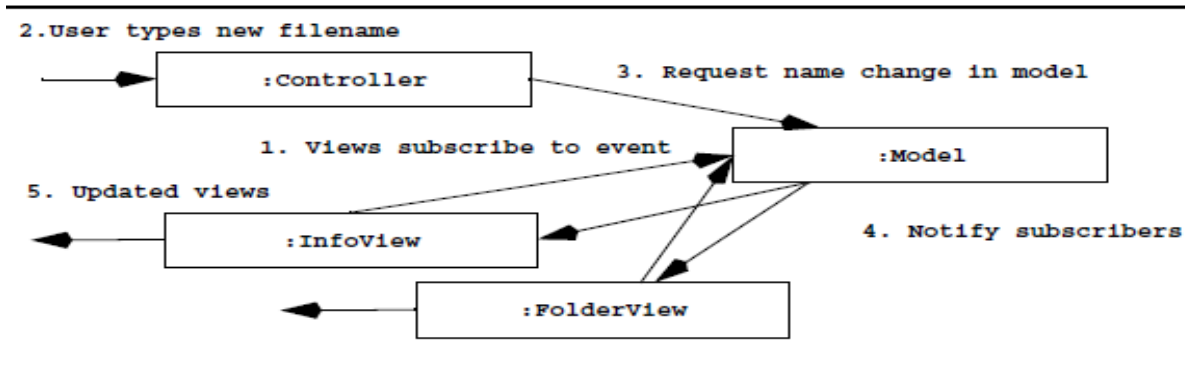 2.User types new filename
:Controller
3. Request name change in model
1. Views subscribe to event
:Model
5. Updated views
:InfoView
4. Notify subscribers
:FolderView